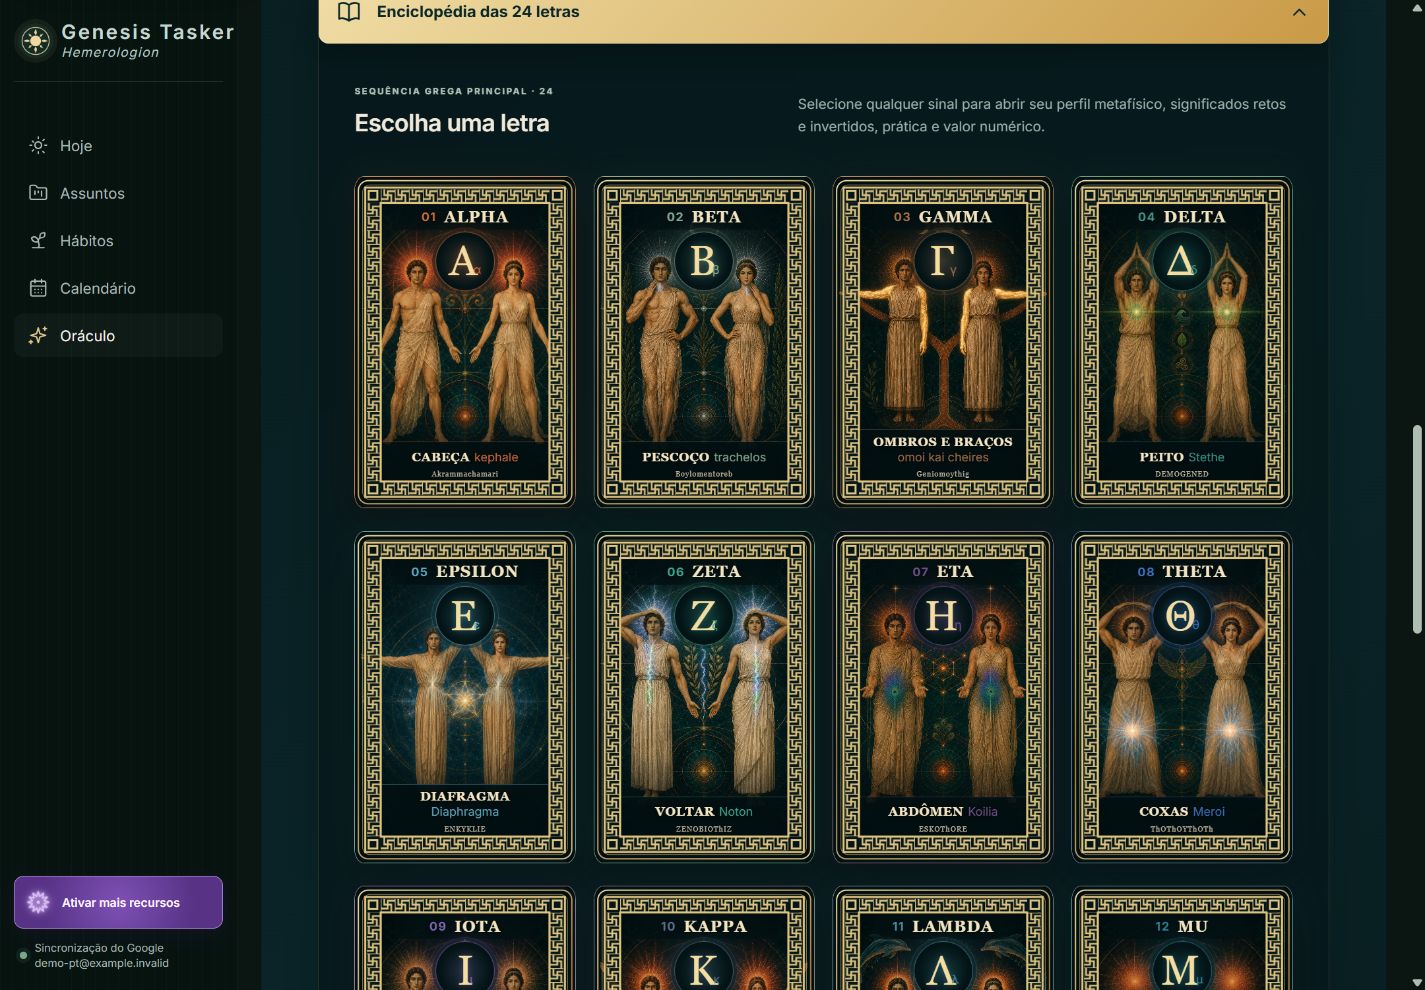 Genesis Tasker
Hemerologion
Hoje
Assuntos
Hábitos
Calendário
Oráculo
Ativar mais recursos
Sincronização do Google
demo-pt@example.invalid
Enciclopédia das 24 letras
SEQUÊNCIA GREGA PRINCIPAL · 24
Escolha uma letra
Selecione qualquer sinal para abrir seu perfil metafísico, significados retos
e invertidos, prática e valor numérico.
01 ALPHA
Α α
CABEÇA kephale
Akrammachamari
02 BETA
Β β
PESCOÇO trachelos
Boylomentoreb
03 GAMMA
Γ γ
OMBROS E BRAÇOS
omoi kai cheires
Geniomoythig
04 DELTA
Δ δ
PEITO Stethe
DEMOGENED
05 EPSILON
Ε ε
DIAFRAGMA
Diaphragma
ENKYKLIE
06 ZETA
Ζ
VOLTAR Noton
ZENOBIOThIZ
07 ETA
Η η
ABDÔMEN Koilia
ESKOThORE
08 THETA
Θ θ
COXAS Meroi
ThOThOYThOTh
09 IOTA
Ι
10 KAPPA
Κ κ
11 LAMBDA
Λ λ
12 MU
Μ μ